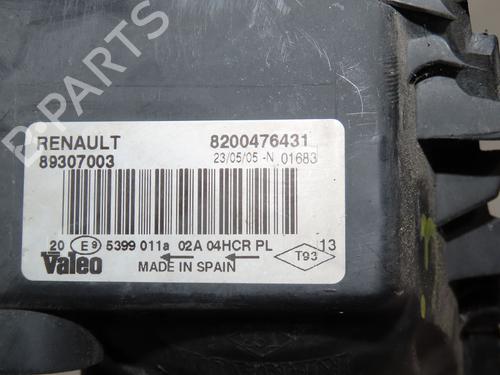 B-PARTS
RENAULT 8200476431
89307003 23/05/05 -N 01683
20 E9 5399 011a 02A 04HCR PL 13
Valeo MADE IN SPAIN T93